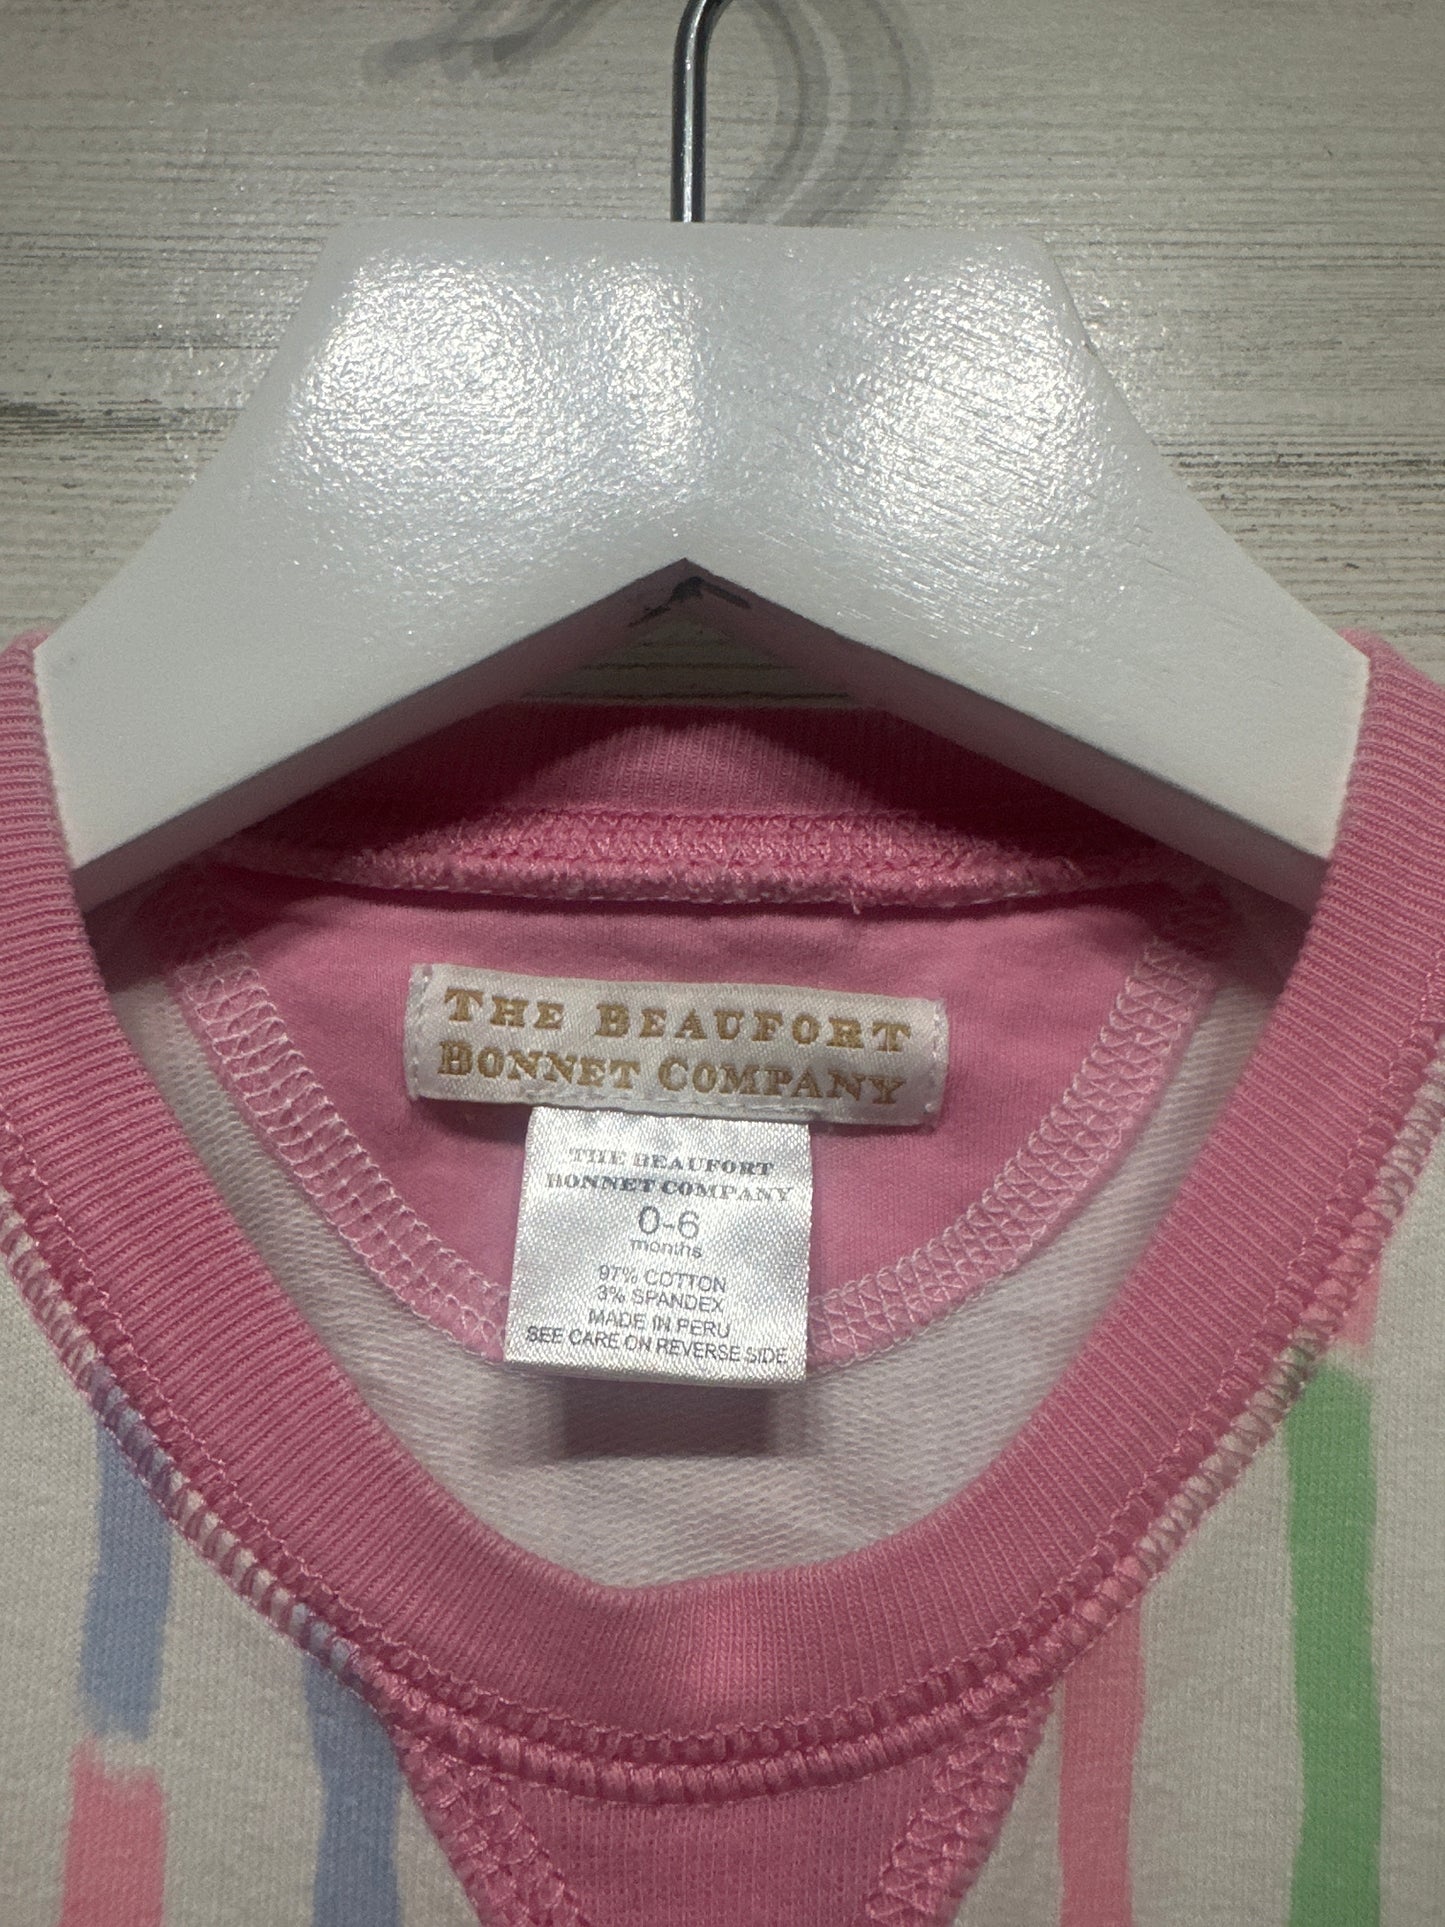 THE BEAUFORT
BONNET COMPANY
THE BEAUFORT
BONNET COMPANY
0-6
months
97% COTTON
3% SPANDEX
MADE IN PERU
SEE CARE ON REVERSE SIDE